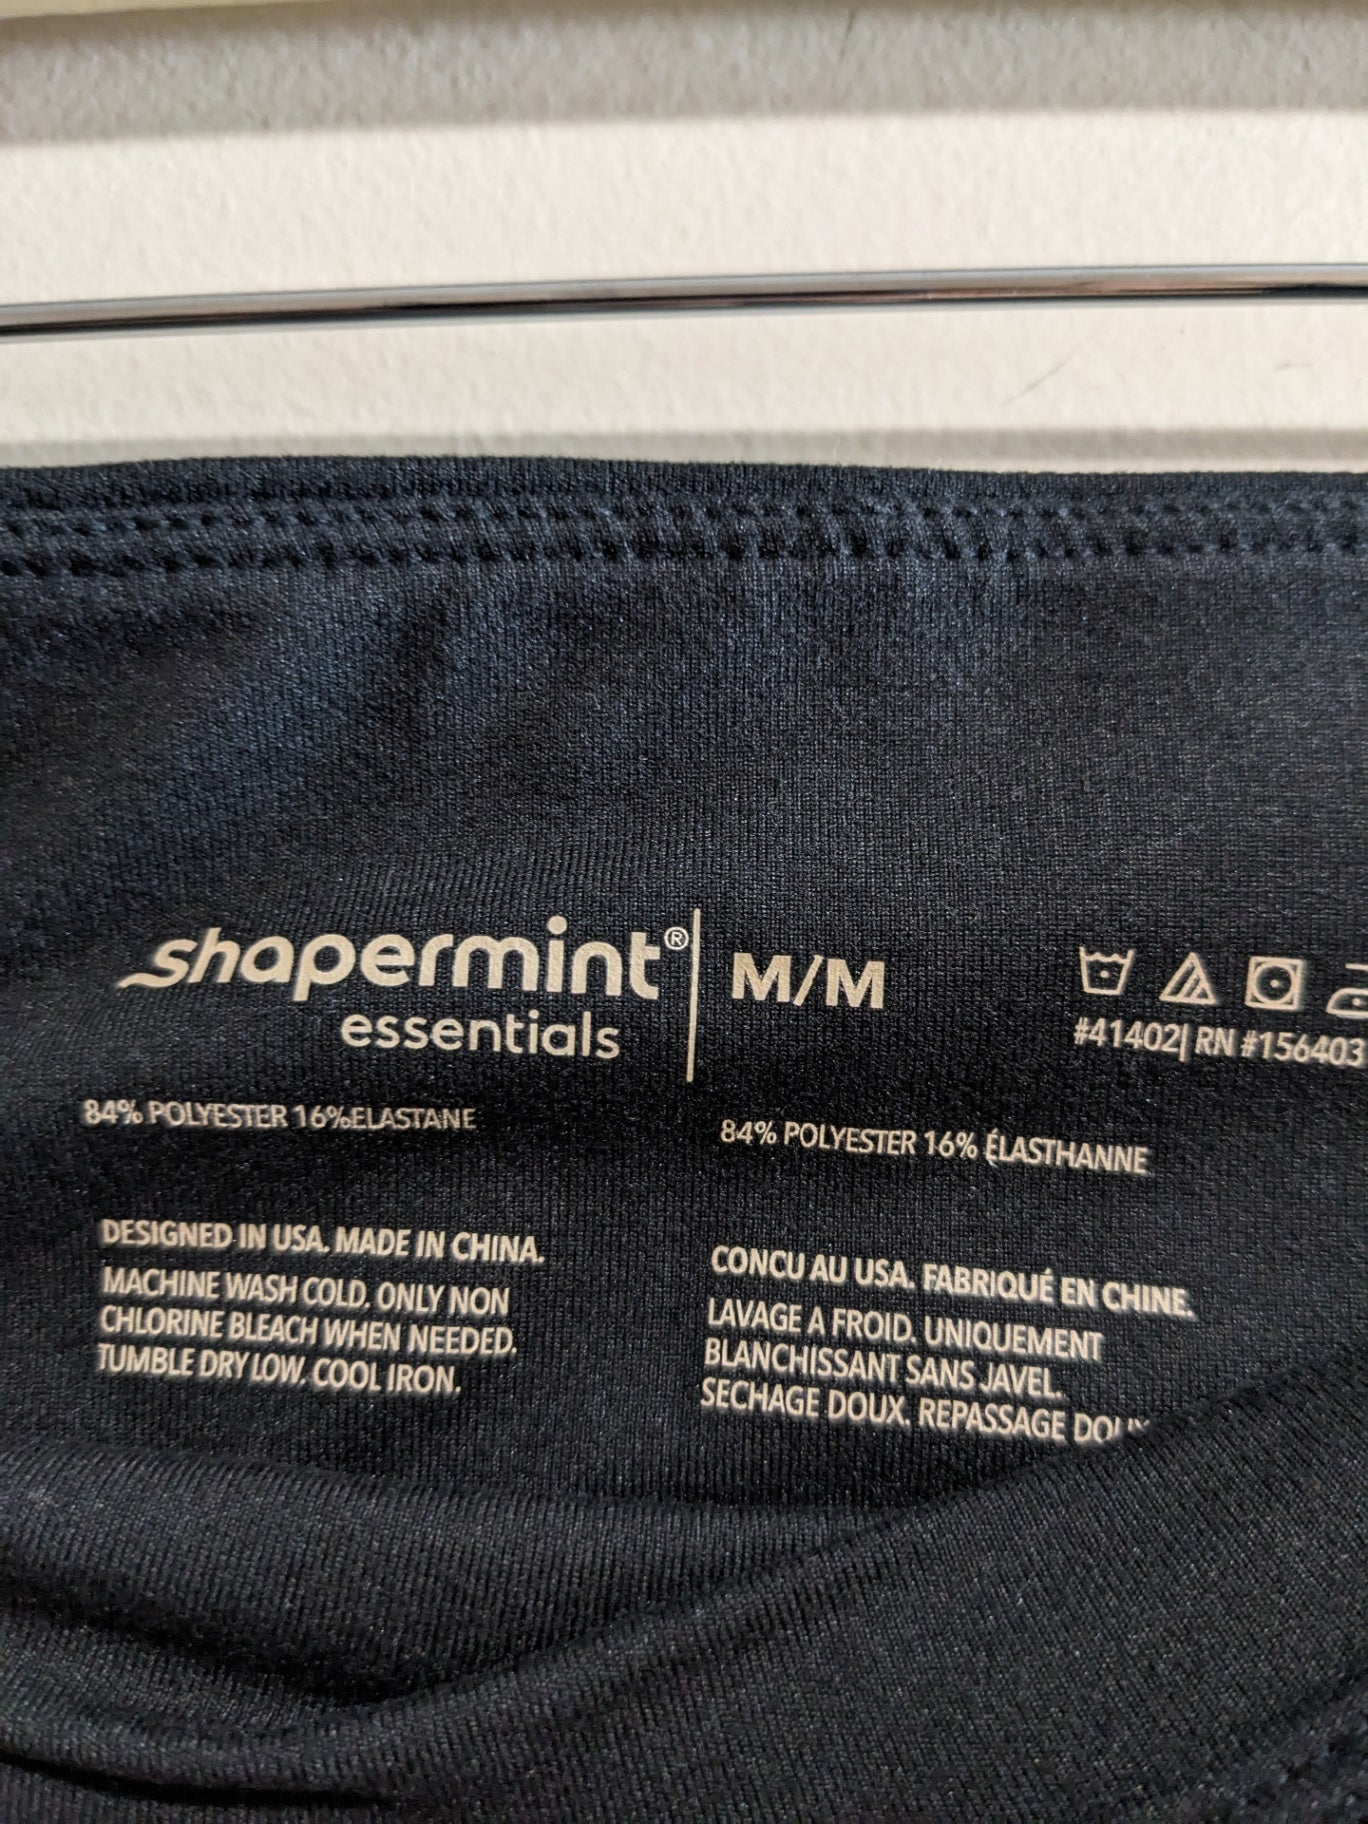 shapermint®
essentials
M/M
#41402| RN #156403
84% POLYESTER 16%ELASTANE
84% POLYESTER 16% ÉLASTHANNE
DESIGNED IN USA. MADE IN CHINA.
MACHINE WASH COLD. ONLY NON
CHLORINE BLEACH WHEN NEEDED.
TUMBLE DRY LOW. COOL IRON.
CONCU AU USA. FABRIQUÉ EN CHINE.
LAVAGE A FROID. UNIQUEMENT
BLANCHISSANT SANS JAVEL.
SECHAGE DOUX. REPASSAGE